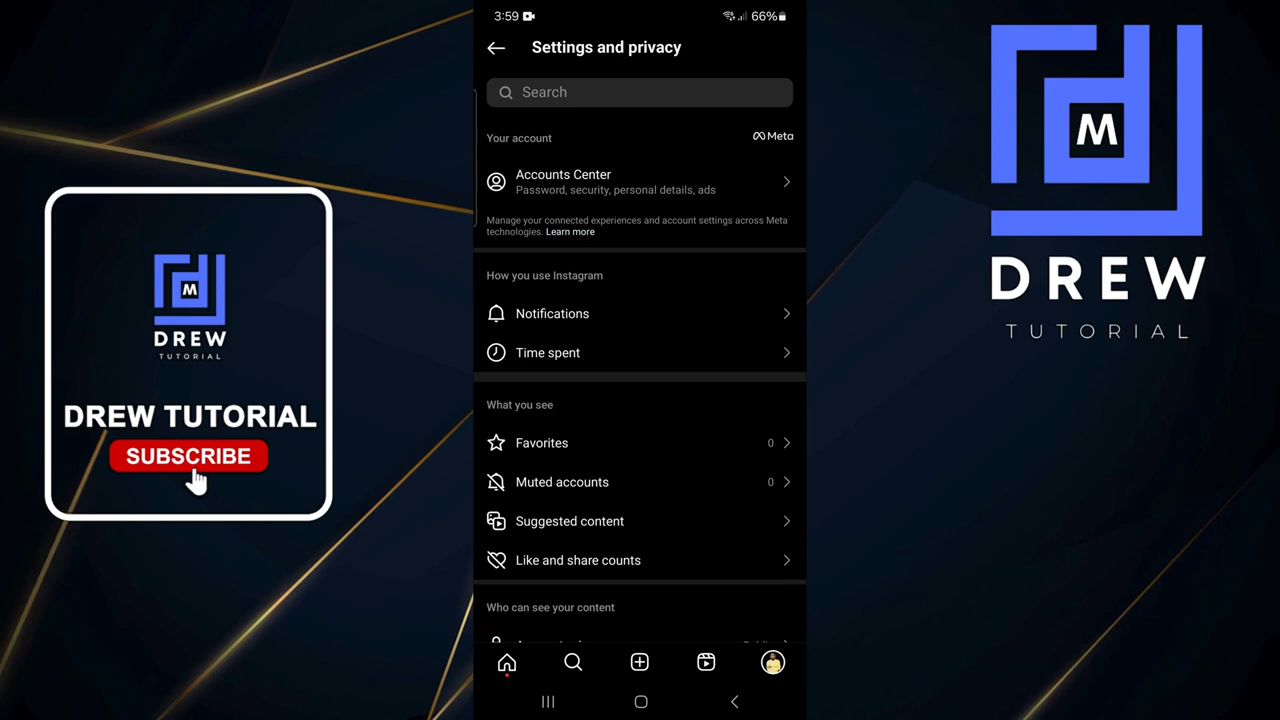 3:59
66%
Settings and privacy
Search
Your account
Meta
Accounts Center
Password, security, personal details, ads
Manage your connected experiences and account settings across Meta
technologies. Learn more
How you use Instagram
Notifications
Time spent
What you see
Favorites
0
Muted accounts
0
Suggested content
Like and share counts
Who can see your content
M
DREW
TUTORIAL
DREW TUTORIAL
SUBSCRIBE
M
DREW
TUTORIAL